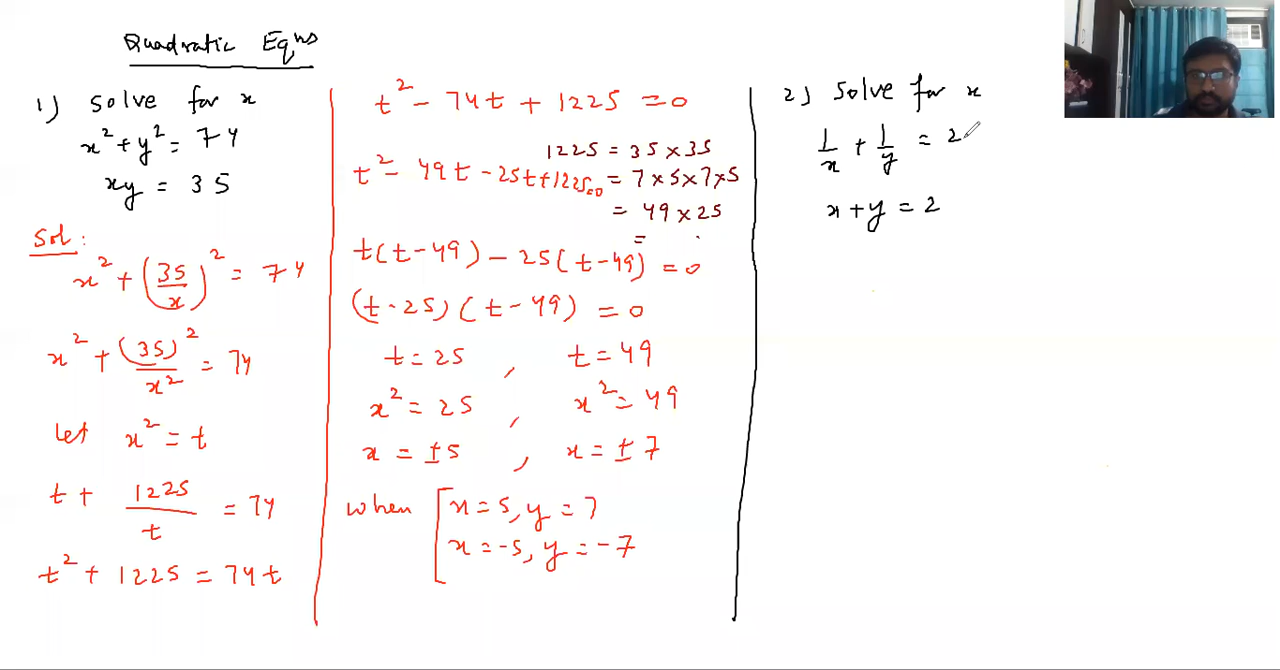 Quadratic Eqns
1) Solve for x
x² + y² = 74
xy = 35
Sol:
x² + (35/x)² = 74
x² + (35)²/x² = 74
let x² = t
t + 1225/t = 74
t² + 1225 = 74t
t² - 74t + 1225 = 0
1225 = 35 × 35
= 7 × 5 × 7 × 5
= 49 × 25
=
t² - 49t - 25t + 1225 = 0
t(t - 49) - 25(t - 49) = 0
(t - 25)(t - 49) = 0
t = 25 , t = 49
x² = 25 , x² = 49
x = ±5 , x = ±7
when [ x = 5, y = 7
x = -5, y = -7
2) Solve for x
1/x + 1/y = 2
x + y = 2